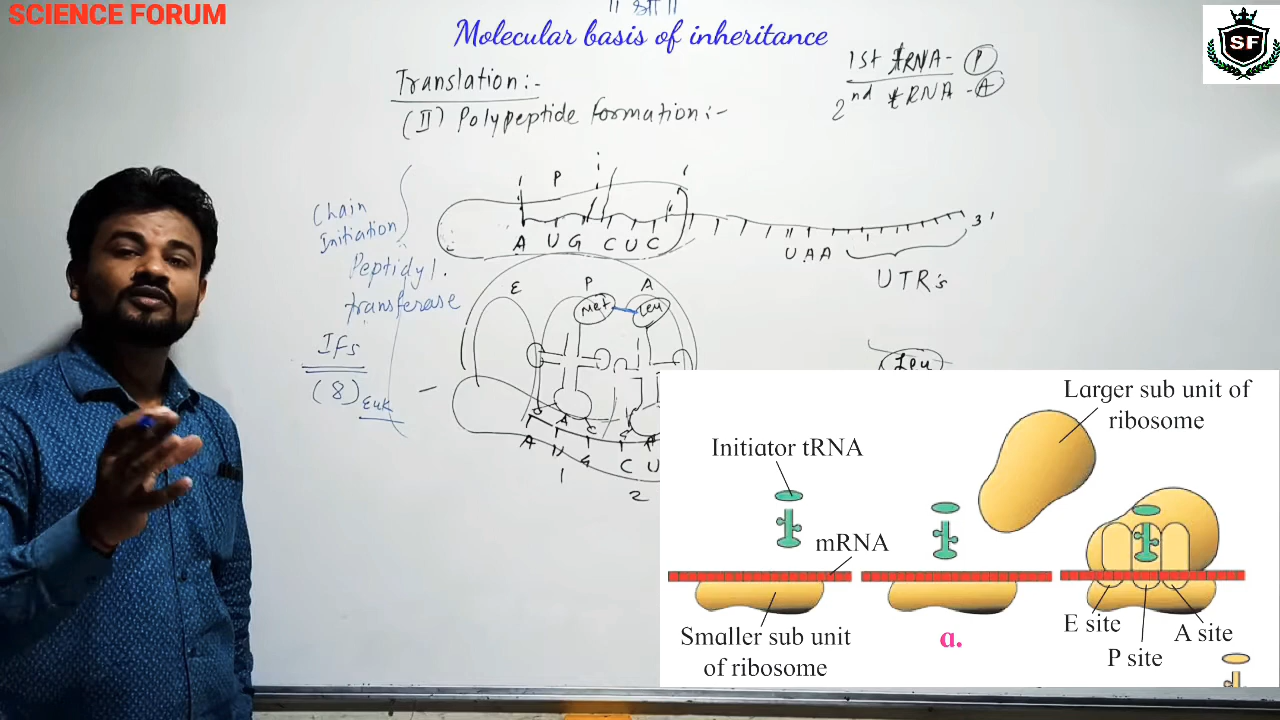 SCIENCE FORUM
॥ श्री ॥
Molecular basis of inheritance
SF
1st tRNA- P
2nd tRNA - A
Translation:-
(II) Polypeptide formation:-
Chain
Initiation
Peptidyl.
transferase
IFs
(8) Euk
P
A U G C U C
U A A
3'
UTR's
E P A
Met Leu
Leu
A U G C U
1 2
Larger sub unit of
ribosome
Initiator tRNA
mRNA
Smaller sub unit
of ribosome
a.
E site
P site
A site